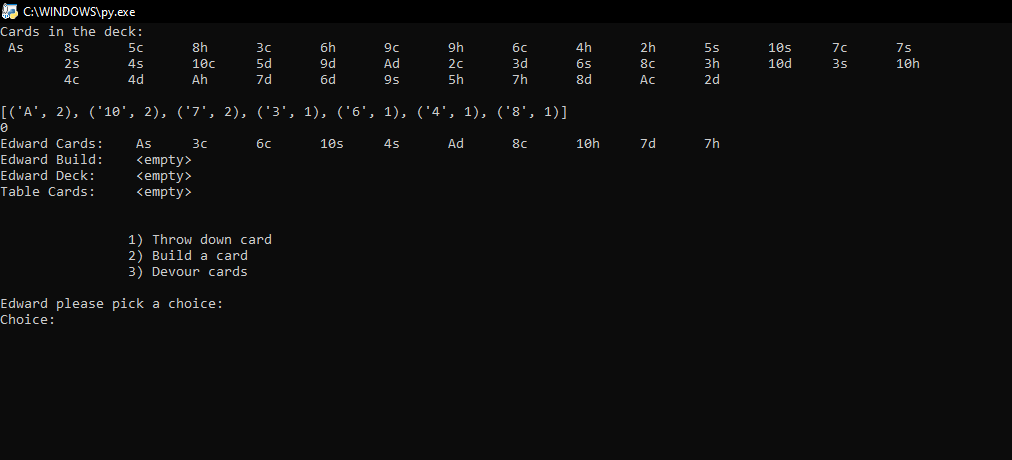 C:\WINDOWS\py.exe
Cards in the deck:
As 8s 5c 8h 3c 6h 9c 9h 6c 4h 2h 5s 10s 7c 7s
2s 4s 10c 5d 9d Ad 2c 3d 6s 8c 3h 10d 3s 10h
4c 4d Ah 7d 6d 9s 5h 7h 8d Ac 2d
[('A', 2), ('10', 2), ('7', 2), ('3', 1), ('6', 1), ('4', 1), ('8', 1)]
0
Edward Cards: As 3c 6c 10s 4s Ad 8c 10h 7d 7h
Edward Build: <empty>
Edward Deck: <empty>
Table Cards: <empty>
1) Throw down card
2) Build a card
3) Devour cards
Edward please pick a choice:
Choice: